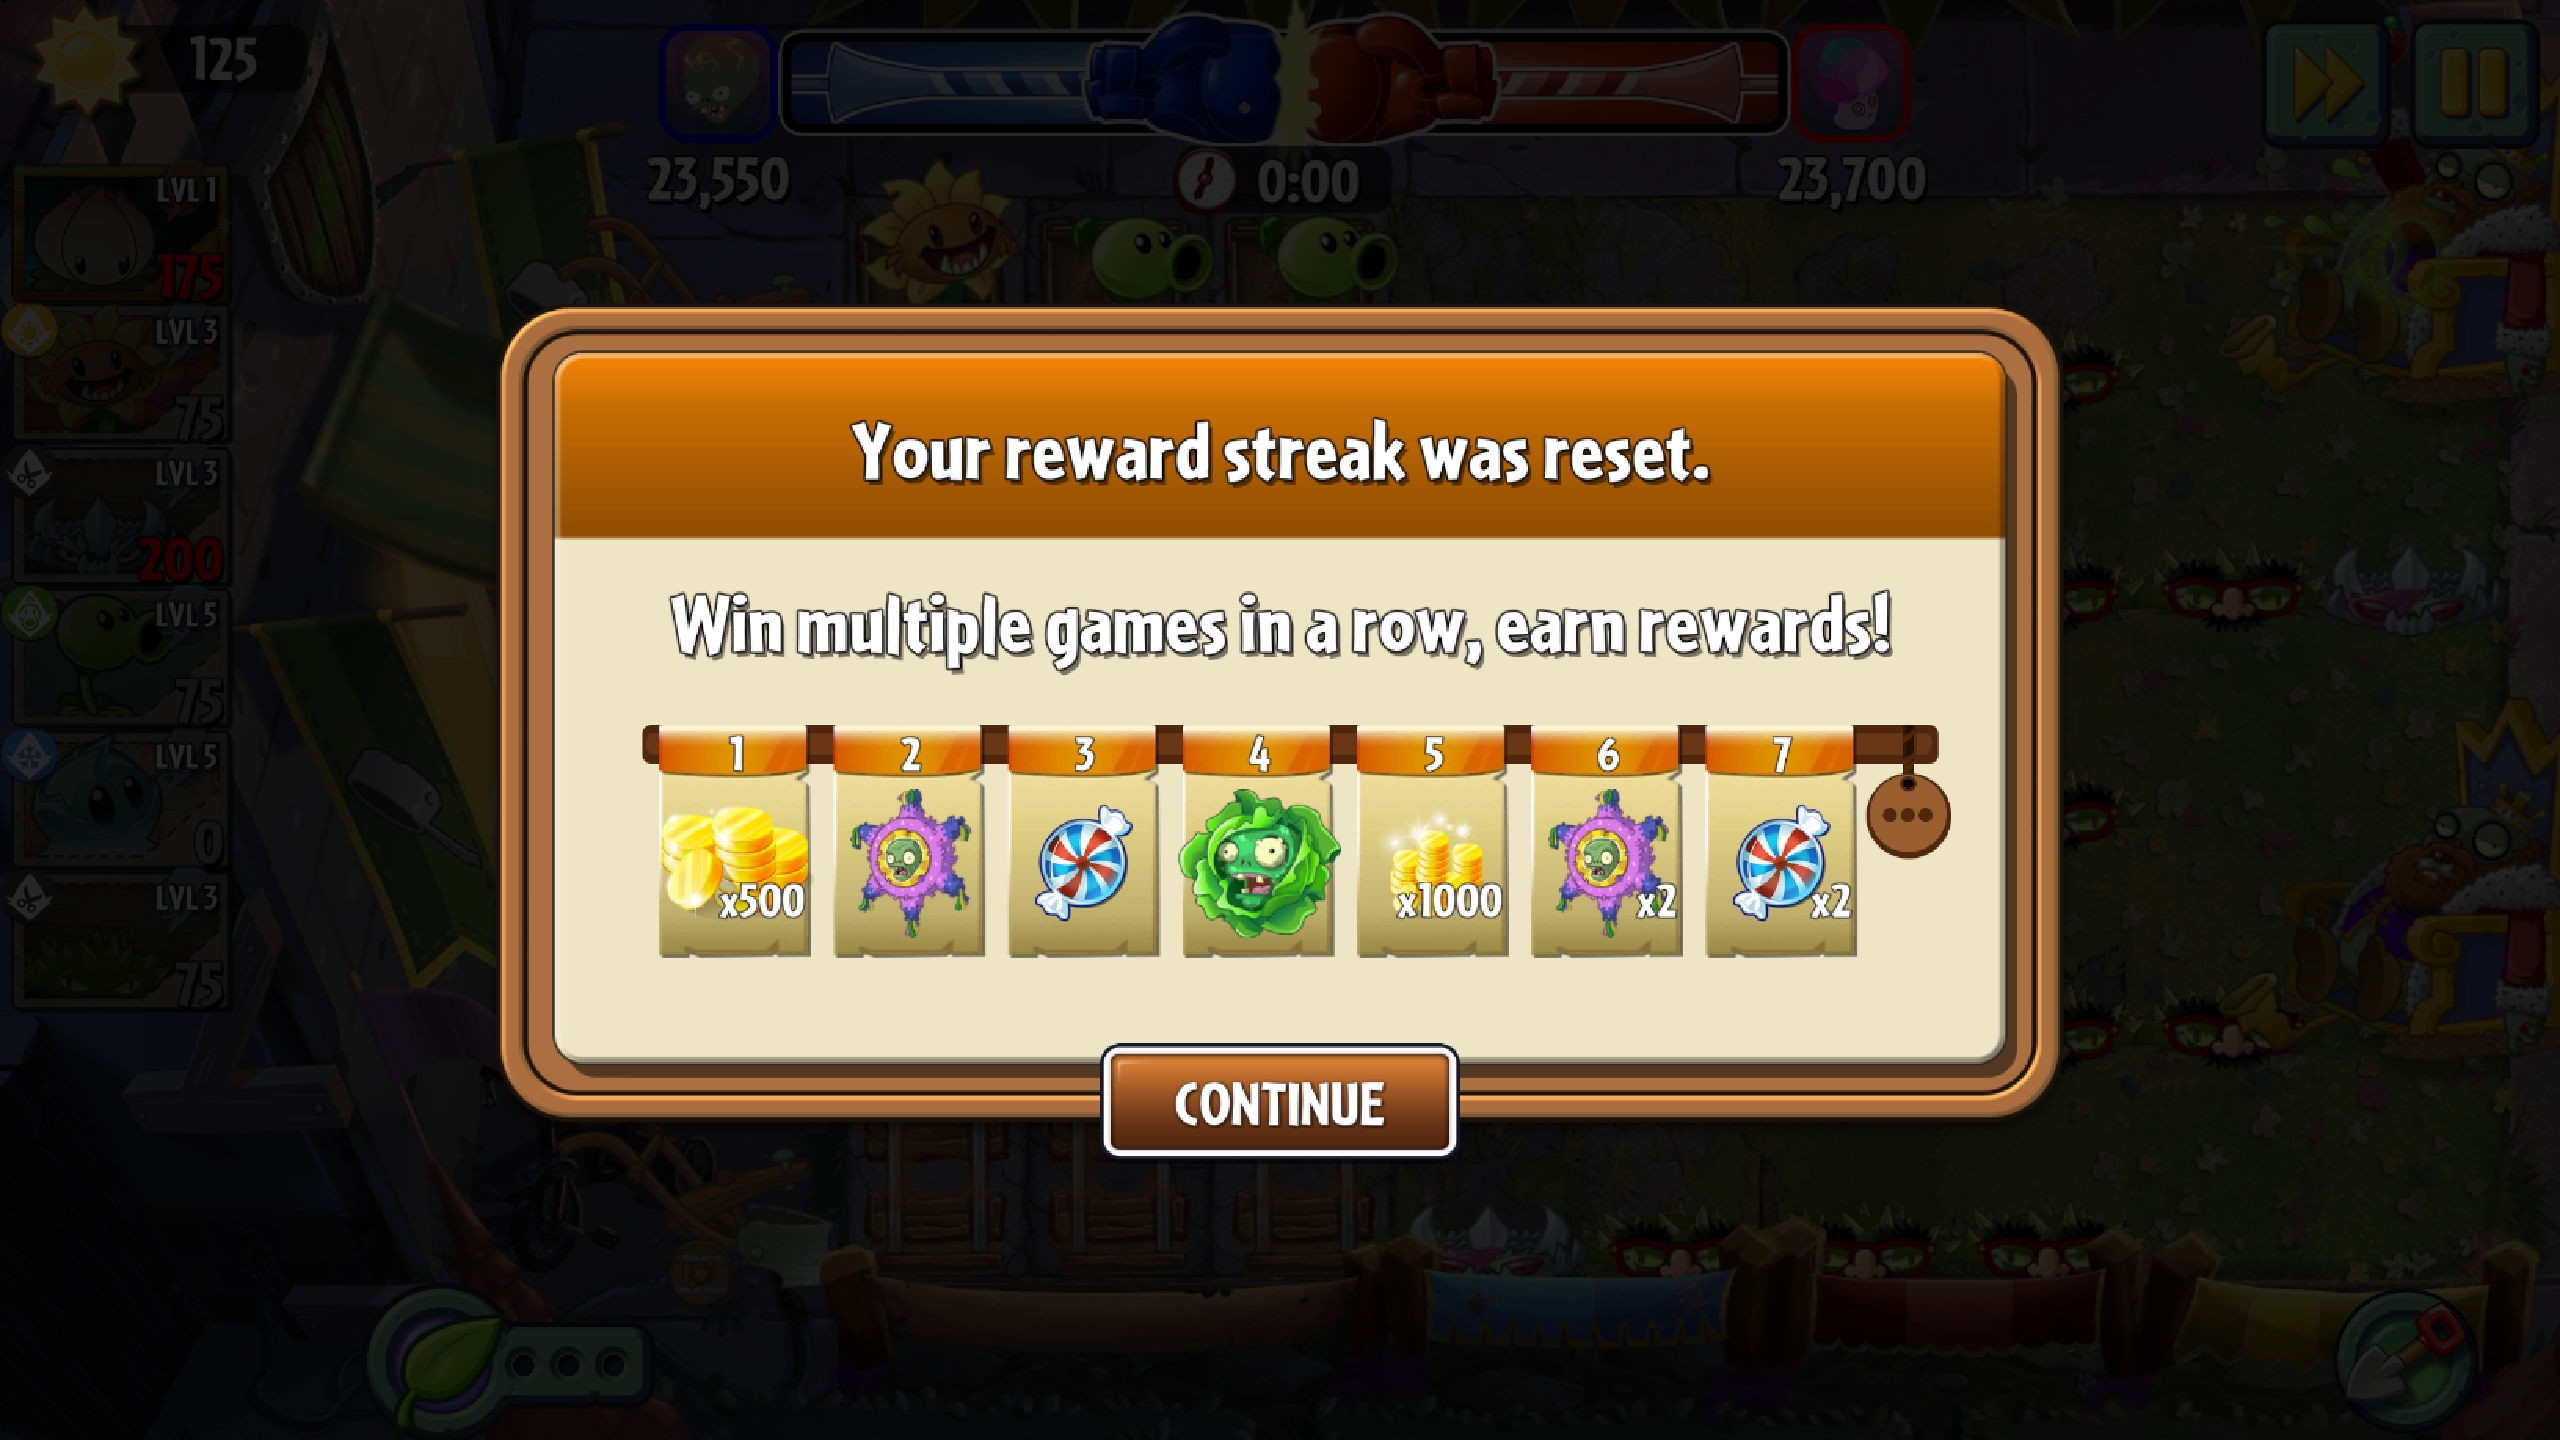 125
23,550
0:00
23,700
LVL 1
175
LVL 3
75
LVL 3
200
LVL 5
75
LVL 5
0
LVL 3
75
Your reward streak was reset.
Win multiple games in a row, earn rewards!
1 2 3 4 5 6 7
x500 x1000 x2 x2
CONTINUE